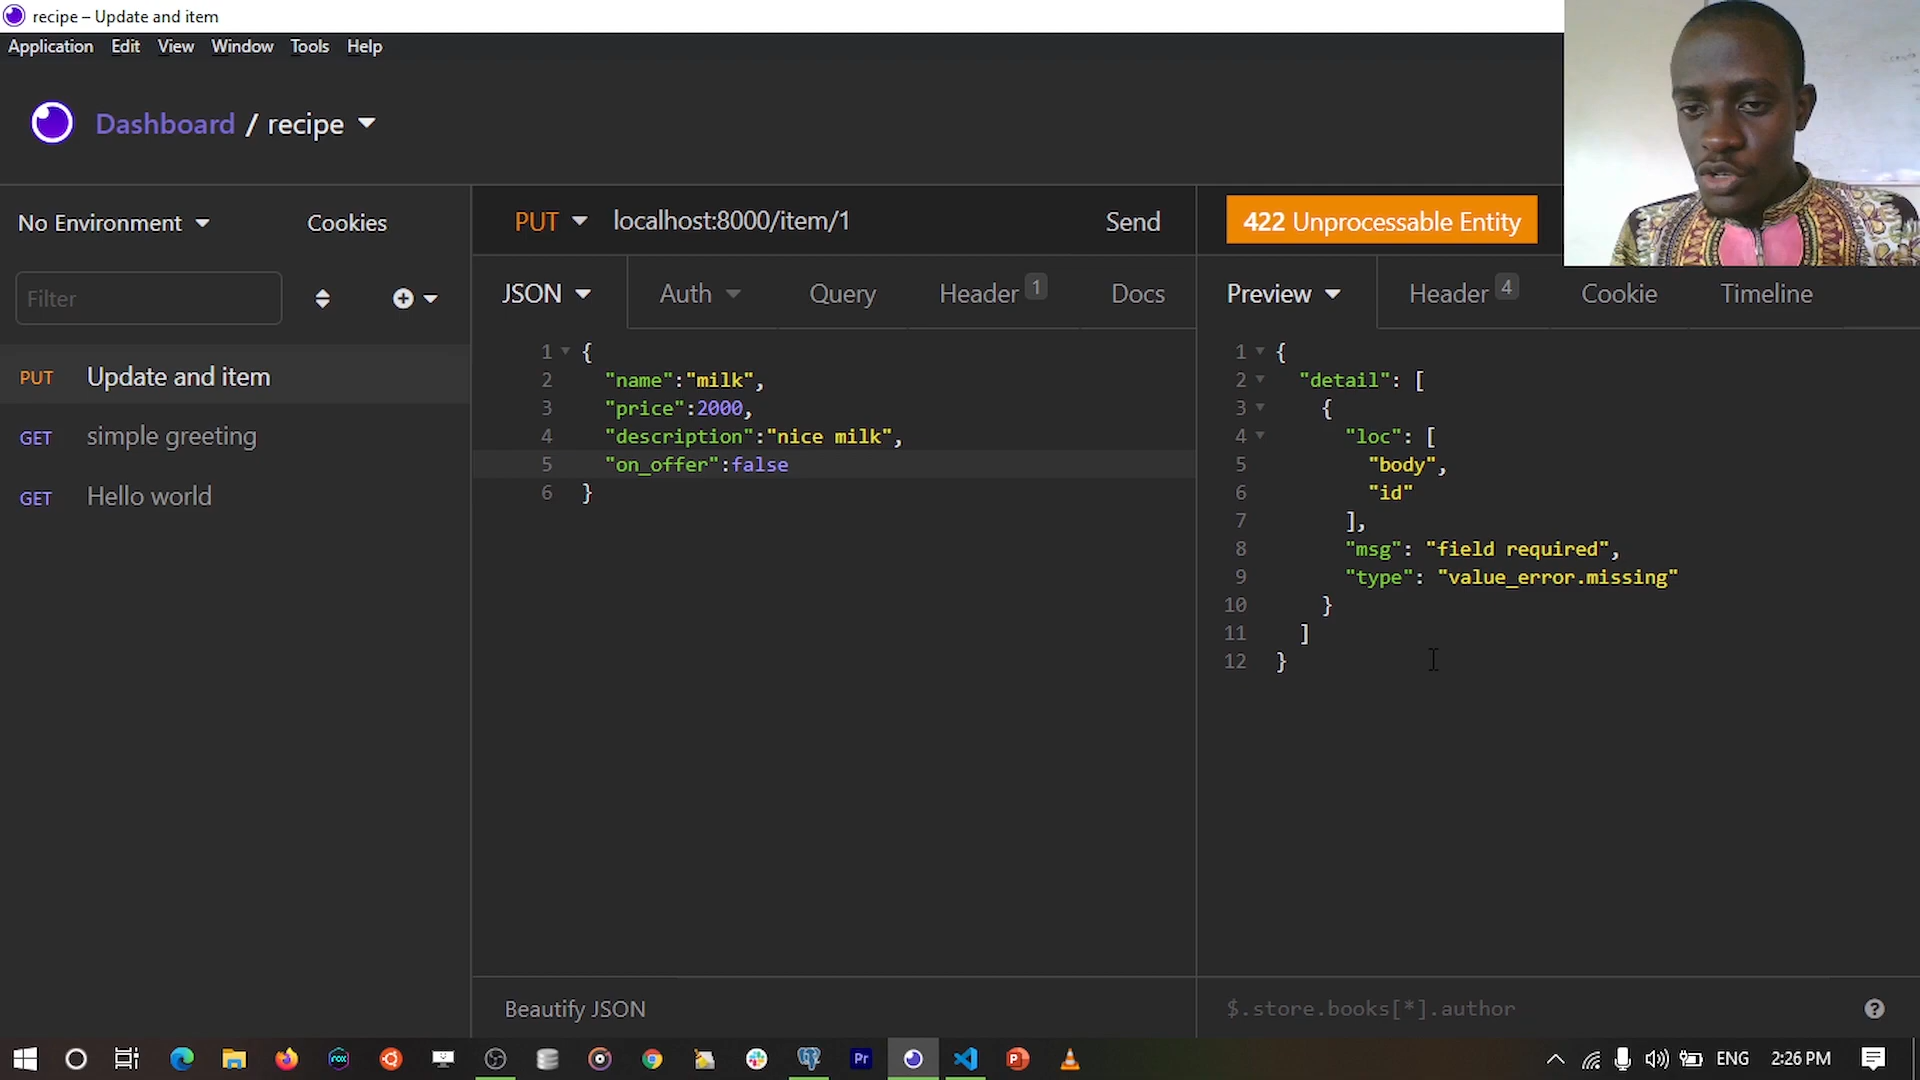 recipe – Update and item
Application Edit View Window Tools Help
Dashboard / recipe
No Environment Cookies
Filter
PUT Update and item
GET simple greeting
GET Hello world
PUT localhost:8000/item/1 Send
JSON Auth Query Header 1 Docs
1 {
2 "name":"milk",
3 "price":2000,
4 "description":"nice milk",
5 "on_offer":false
6 }
Beautify JSON
422 Unprocessable Entity
Preview Header 4 Cookie Timeline
1 {
2 "detail": [
3 {
4 "loc": [
5 "body",
6 "id"
7 ],
8 "msg": "field required",
9 "type": "value_error.missing"
10 }
11 ]
12 }
$.store.books[*].author
Pr
ENG 2:26 PM